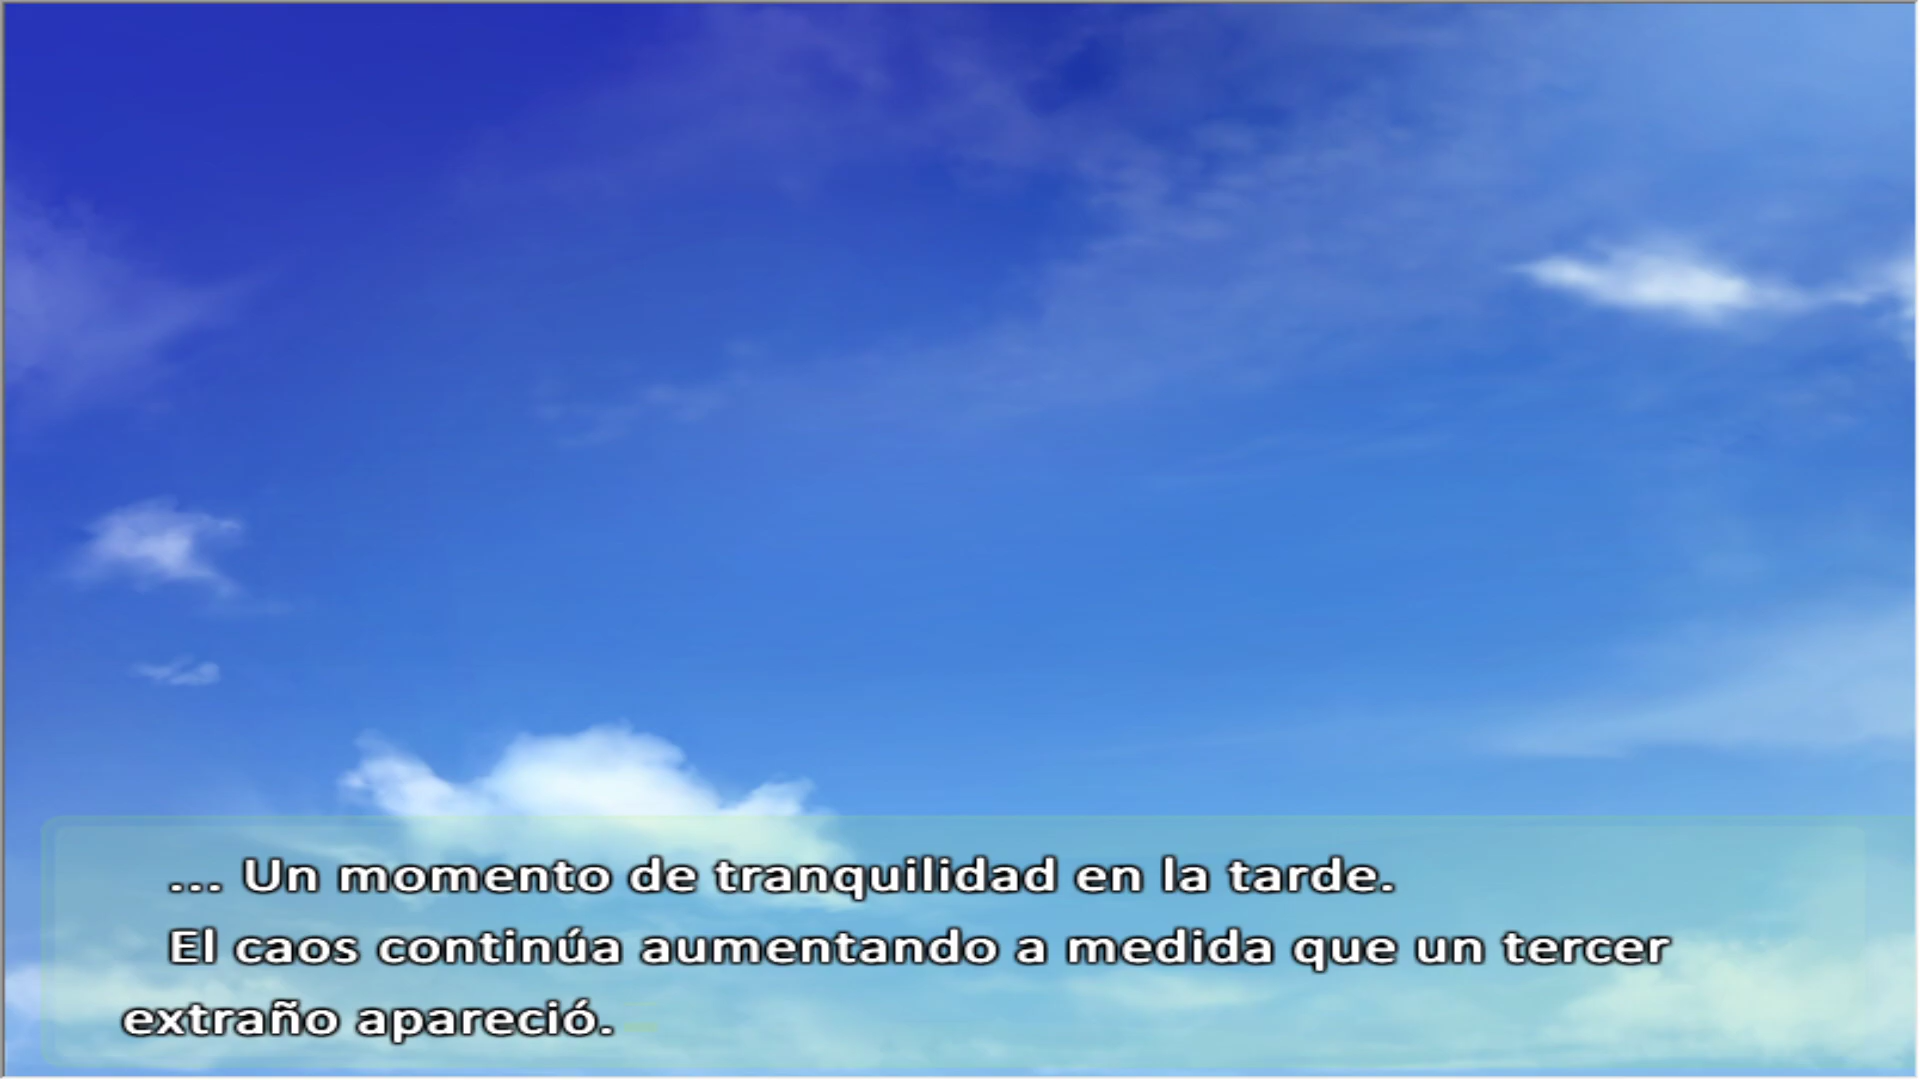 ... Un momento de tranquilidad en la tarde.
El caos continúa aumentando a medida que un tercer
extraño apareció.